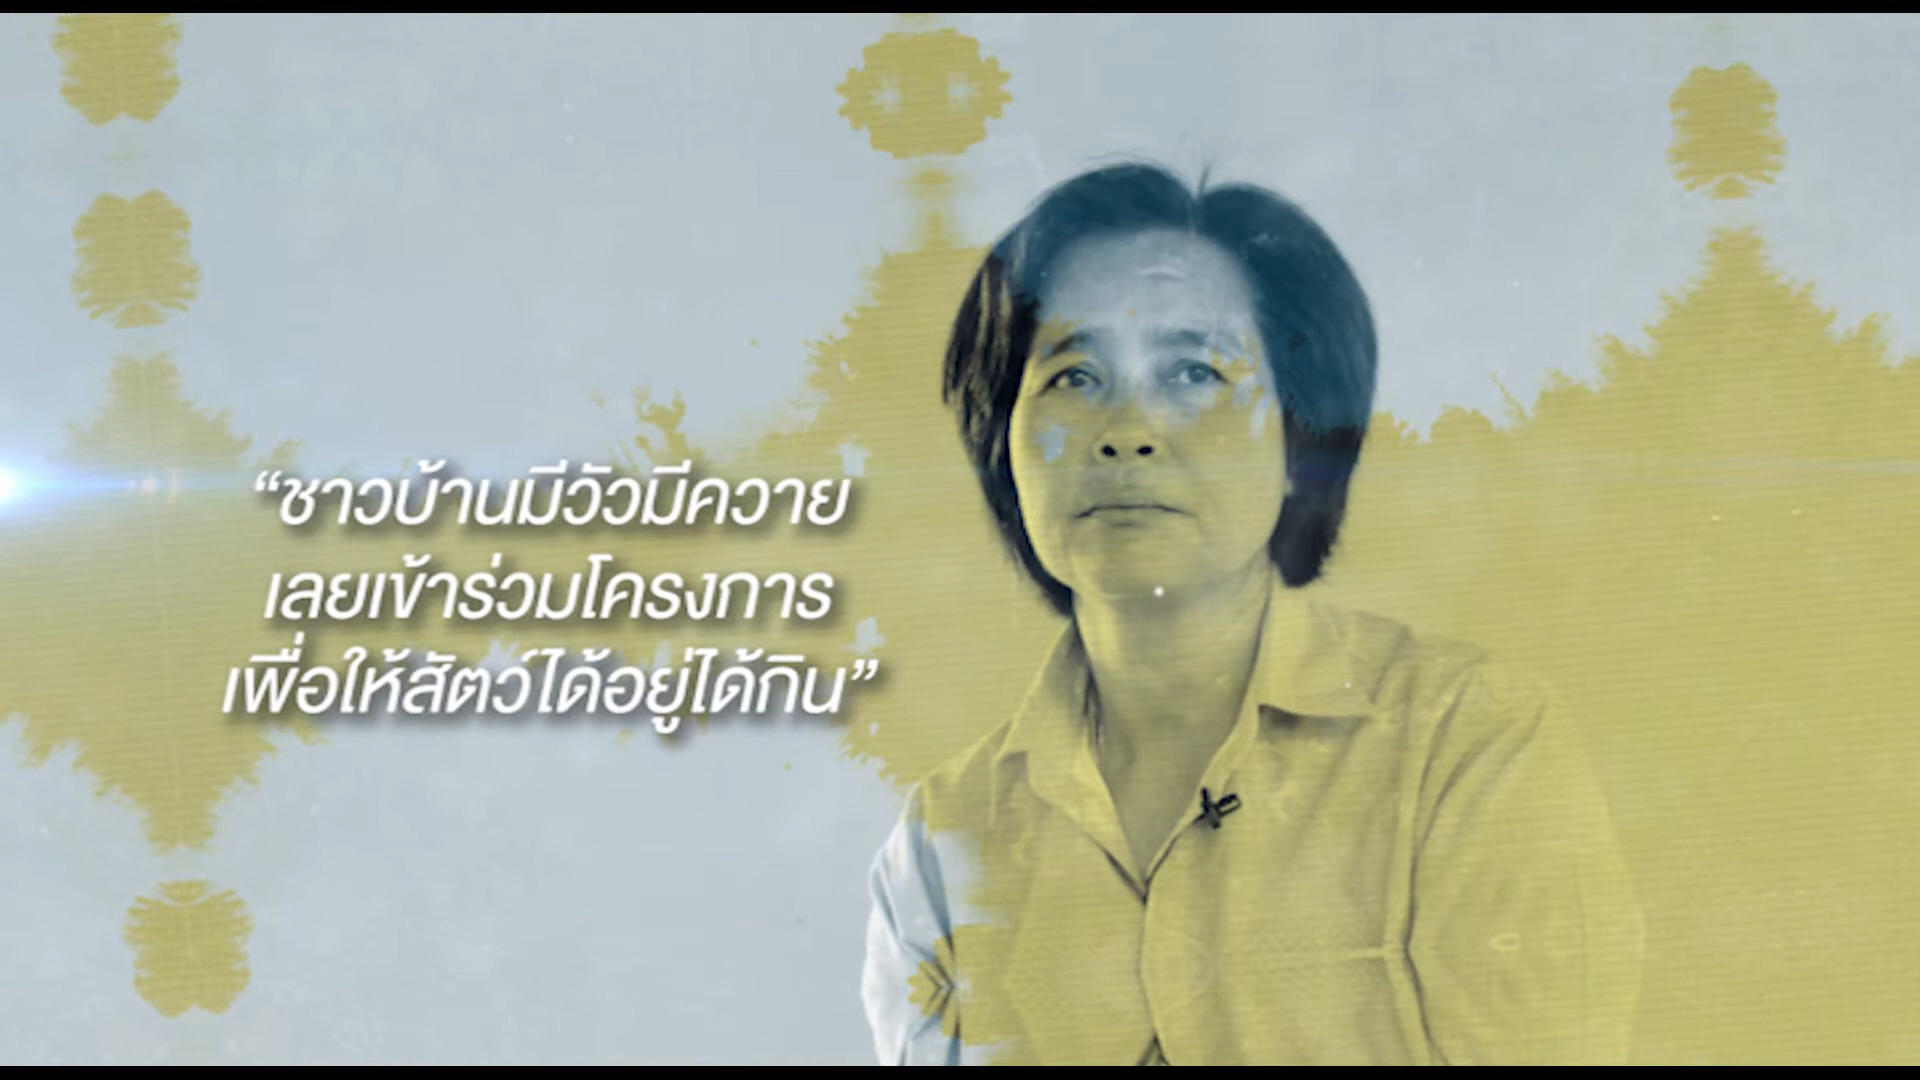 “ชาวบ้านมีวัวมีควาย
เลยเข้าร่วมโครงการ
เพื่อให้สัตว์ได้อยู่ได้กิน”